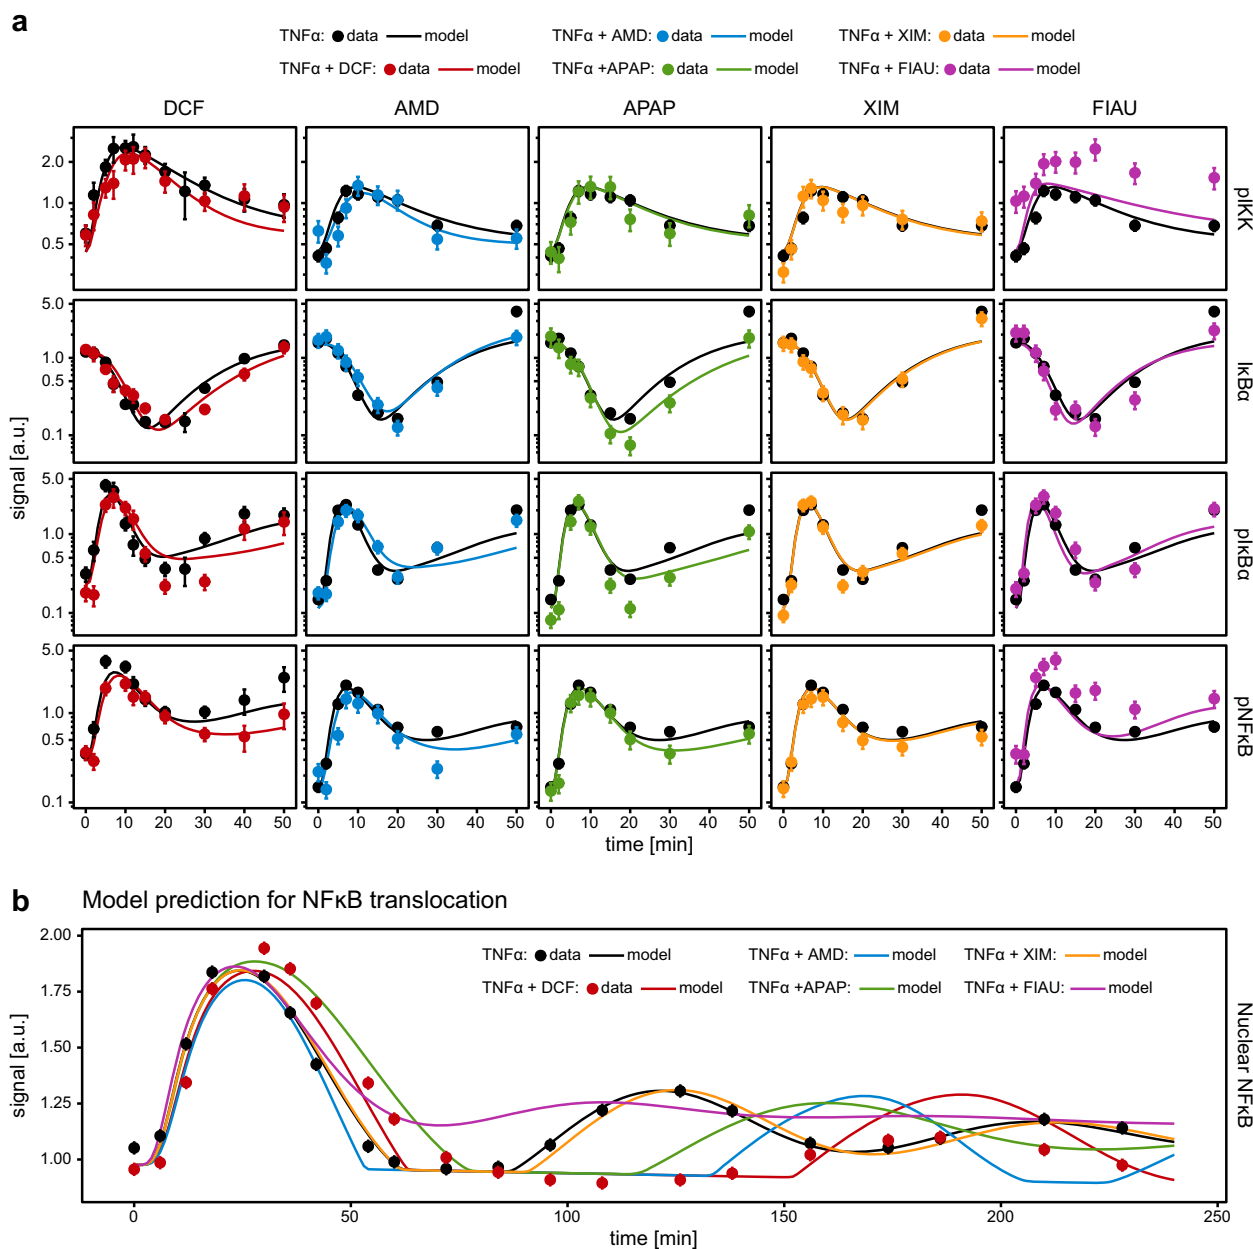 a
TNFα: data model TNFα + AMD: data model TNFα + XIM: data model
TNFα + DCF: data model TNFα +APAP: data model TNFα + FIAU: data model
DCF AMD APAP XIM FIAU
2.0
1.0
0.5
pIKK
5.0
1.0
0.5
0.1
IκBα
signal [a.u.]
5.0
1.0
0.5
0.1
pIκBα
5.0
1.0
0.5
0.1
pNFκB
0 10 20 30 40 50 0 10 20 30 40 50 0 10 20 30 40 50 0 10 20 30 40 50 0 10 20 30 40 50
time [min]
b Model prediction for NFκB translocation
TNFα: data model TNFα + AMD: model TNFα + XIM: model
TNFα + DCF: data model TNFα +APAP: model TNFα + FIAU: model
2.00
1.75
1.50
1.25
1.00
signal [a.u.]
Nuclear NFκB
0 50 100 150 200 250
time [min]